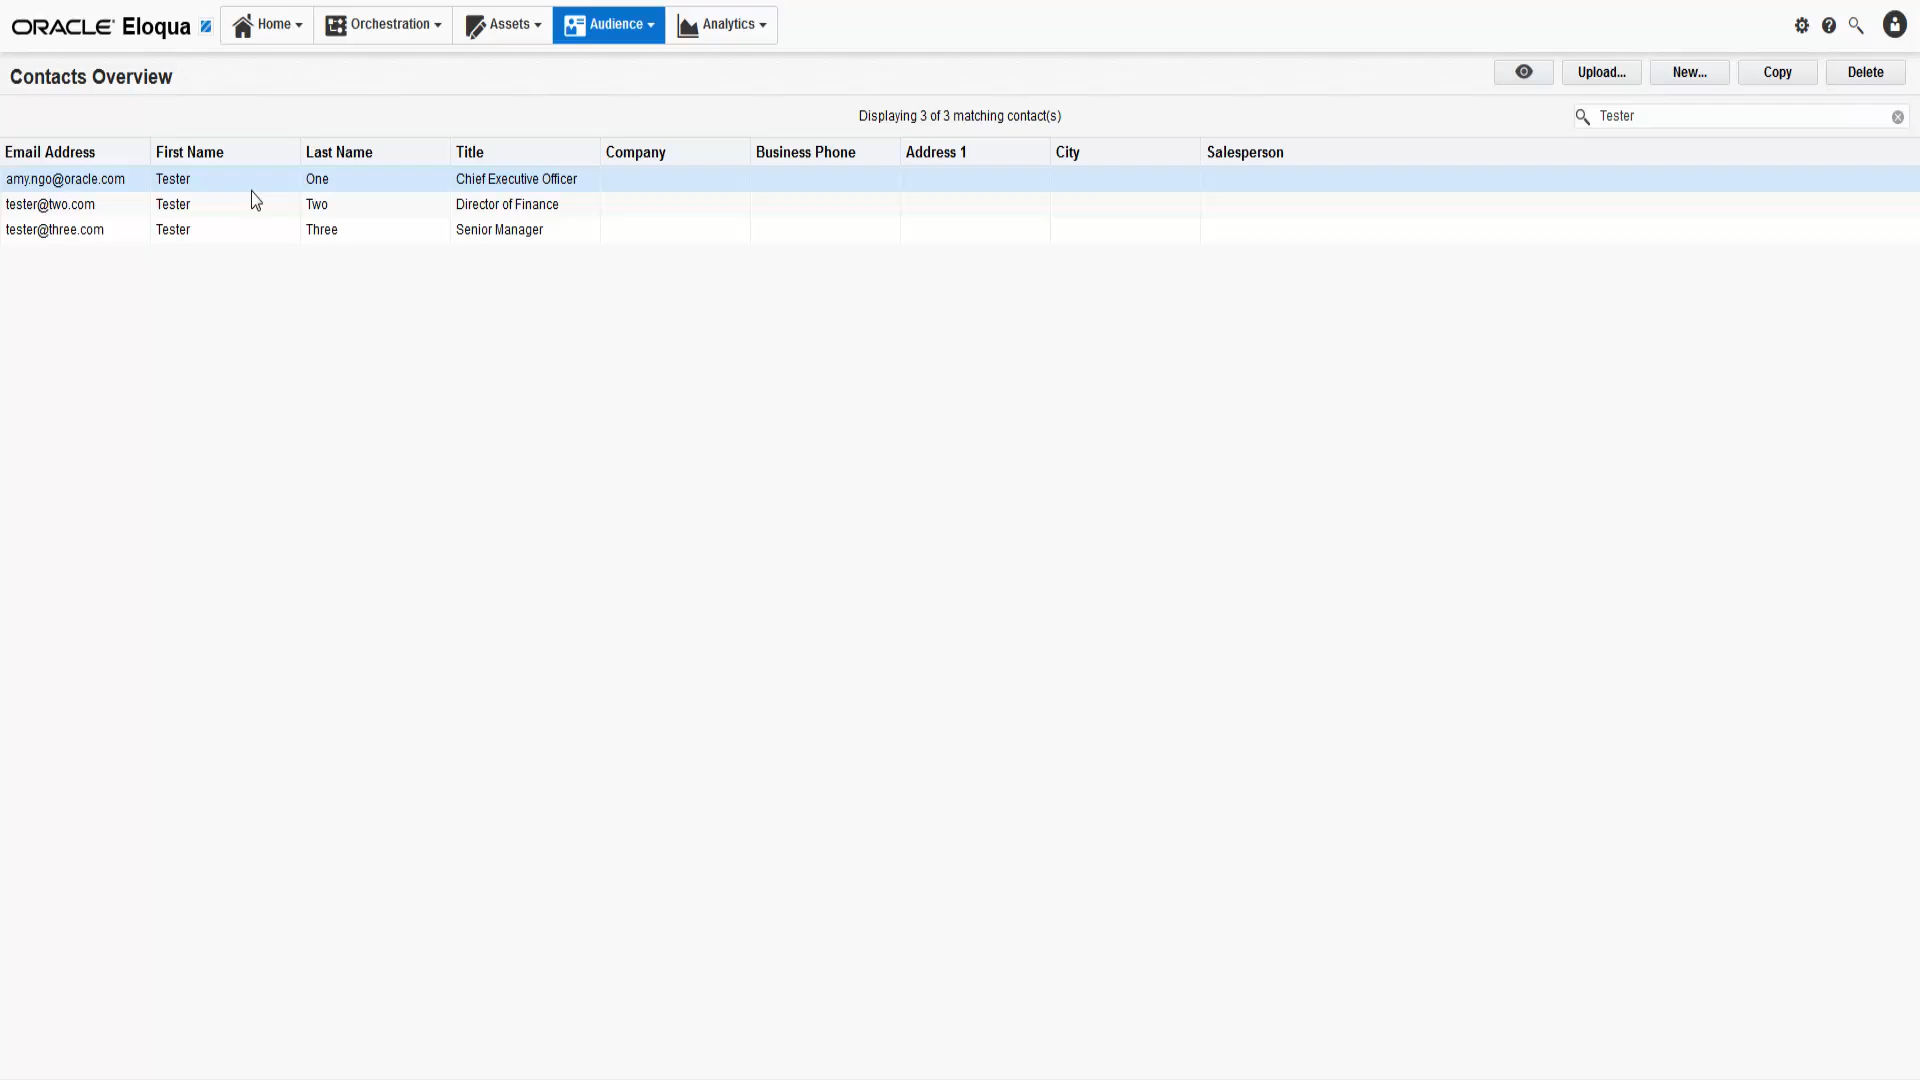 ORACLE Eloqua Home Orchestration Assets Audience Analytics
Contacts Overview Upload... New... Copy Delete
Displaying 3 of 3 matching contact(s) Tester
Email Address First Name Last Name Title Company Business Phone Address 1 City Salesperson
amy.ngo@oracle.com Tester One Chief Executive Officer
tester@two.com Tester Two Director of Finance
tester@three.com Tester Three Senior Manager